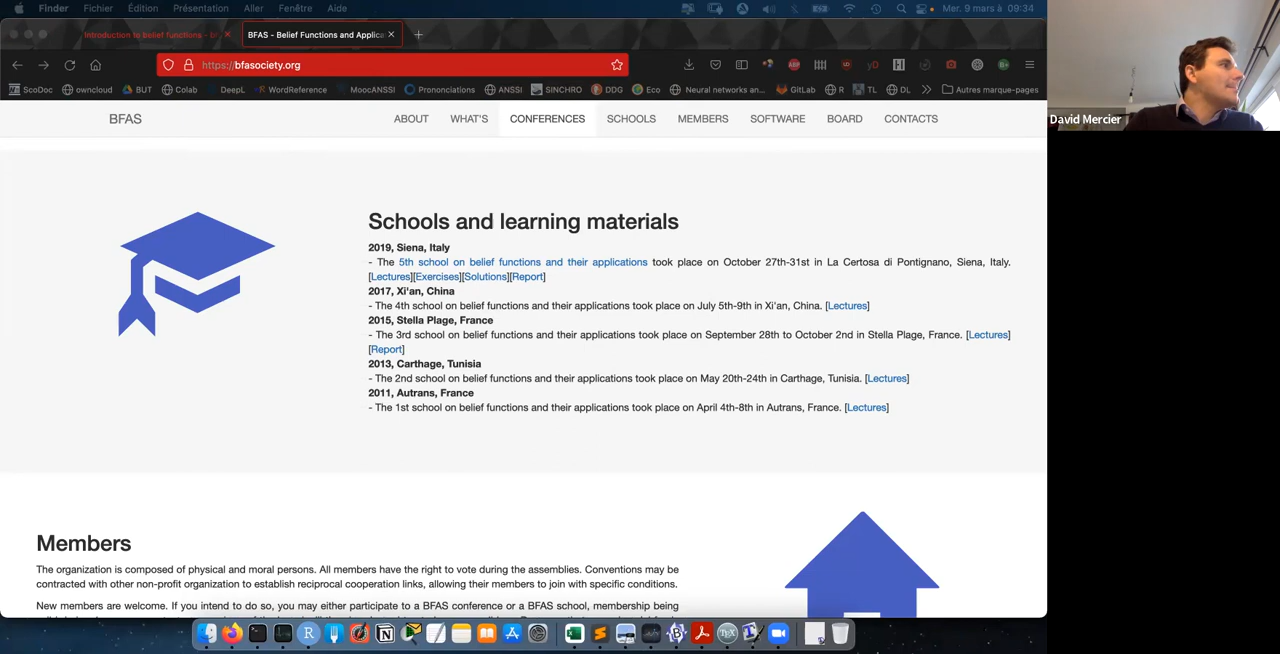 Finder Fichier Édition Présentation Aller Fenêtre Aide Mer. 9 mars à 09:34
Introduction to belief functions - b × BFAS - Belief Functions and Applica × +
https://bfasociety.org
ScoDoc owncloud BUT Colab DeepL WordReference MoocANSSI Prononciations ANSSI SINCHRO DDG Eco Neural networks an... GitLab R TL DL Autres marque-pages
David Mercier
BFAS ABOUT WHAT'S CONFERENCES SCHOOLS MEMBERS SOFTWARE BOARD CONTACTS
Schools and learning materials
2019, Siena, Italy
- The 5th school on belief functions and their applications took place on October 27th-31st in La Certosa di Pontignano, Siena, Italy.
[Lectures][Exercises][Solutions][Report]
2017, Xi'an, China
- The 4th school on belief functions and their applications took place on July 5th-9th in Xi'an, China. [Lectures]
2015, Stella Plage, France
- The 3rd school on belief functions and their applications took place on September 28th to October 2nd in Stella Plage, France. [Lectures]
[Report]
2013, Carthage, Tunisia
- The 2nd school on belief functions and their applications took place on May 20th-24th in Carthage, Tunisia. [Lectures]
2011, Autrans, France
- The 1st school on belief functions and their applications took place on April 4th-8th in Autrans, France. [Lectures]
Members
The organization is composed of physical and moral persons. All members have the right to vote during the assemblies. Conventions may be
contracted with other non-profit organization to establish reciprocal cooperation links, allowing their members to join with specific conditions.
New members are welcome. If you intend to do so, you may either participate to a BFAS conference or a BFAS school, membership being